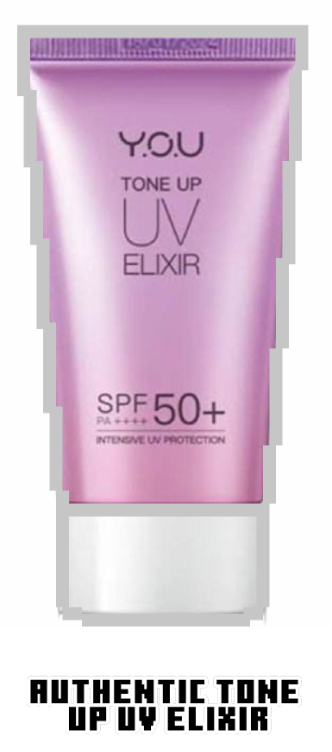 Y.O.U
TONE UP
UV
ELIXIR
SPF 50+
PA ++++
INTENSIVE UV PROTECTION
AUTHENTIC TONE
UP UV ELIXIR